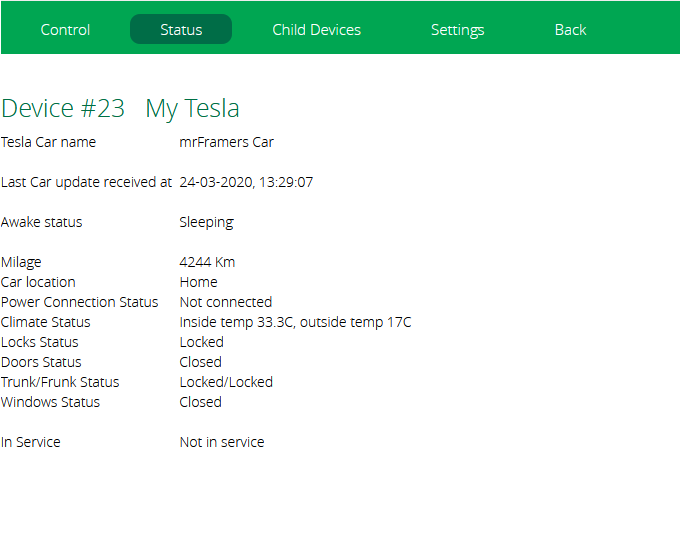 Control Status Child Devices Settings Back
Device #23 My Tesla
Tesla Car name mrFramers Car
Last Car update received at 24-03-2020, 13:29:07
Awake status Sleeping
Milage 4244 Km
Car location Home
Power Connection Status Not connected
Climate Status Inside temp 33.3C, outside temp 17C
Locks Status Locked
Doors Status Closed
Trunk/Frunk Status Locked/Locked
Windows Status Closed
In Service Not in service